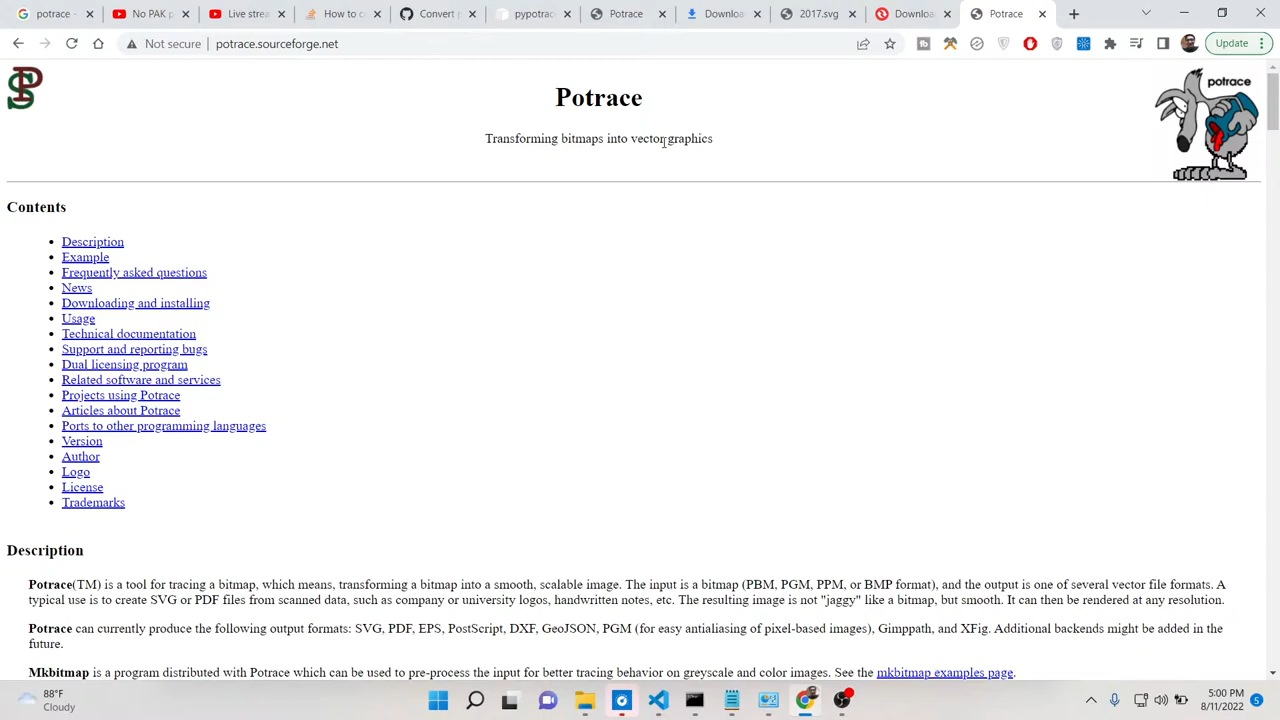 potrace -
No PAK p
Live strea
How to c
Convert p
pypotrac
Potrace
Downloa
2017.svg
Downloa
Potrace
Not secure
potrace.sourceforge.net
Update
Potrace
potrace
Transforming bitmaps into vector graphics
Contents
• Description
• Example
• Frequently asked questions
• News
• Downloading and installing
• Usage
• Technical documentation
• Support and reporting bugs
• Dual licensing program
• Related software and services
• Projects using Potrace
• Articles about Potrace
• Ports to other programming languages
• Version
• Author
• Logo
• License
• Trademarks
Description
Potrace(TM) is a tool for tracing a bitmap, which means, transforming a bitmap into a smooth, scalable image. The input is a bitmap (PBM, PGM, PPM, or BMP format), and the output is one of several vector file formats. A
typical use is to create SVG or PDF files from scanned data, such as company or university logos, handwritten notes, etc. The resulting image is not "jaggy" like a bitmap, but smooth. It can then be rendered at any resolution.
Potrace can currently produce the following output formats: SVG, PDF, EPS, PostScript, DXF, GeoJSON, PGM (for easy antialiasing of pixel-based images), Gimppath, and XFig. Additional backends might be added in the
future.
Mkbitmap is a program distributed with Potrace which can be used to pre-process the input for better tracing behavior on greyscale and color images. See the mkbitmap examples page.
88°F
Cloudy
5:00 PM
8/11/2022
5